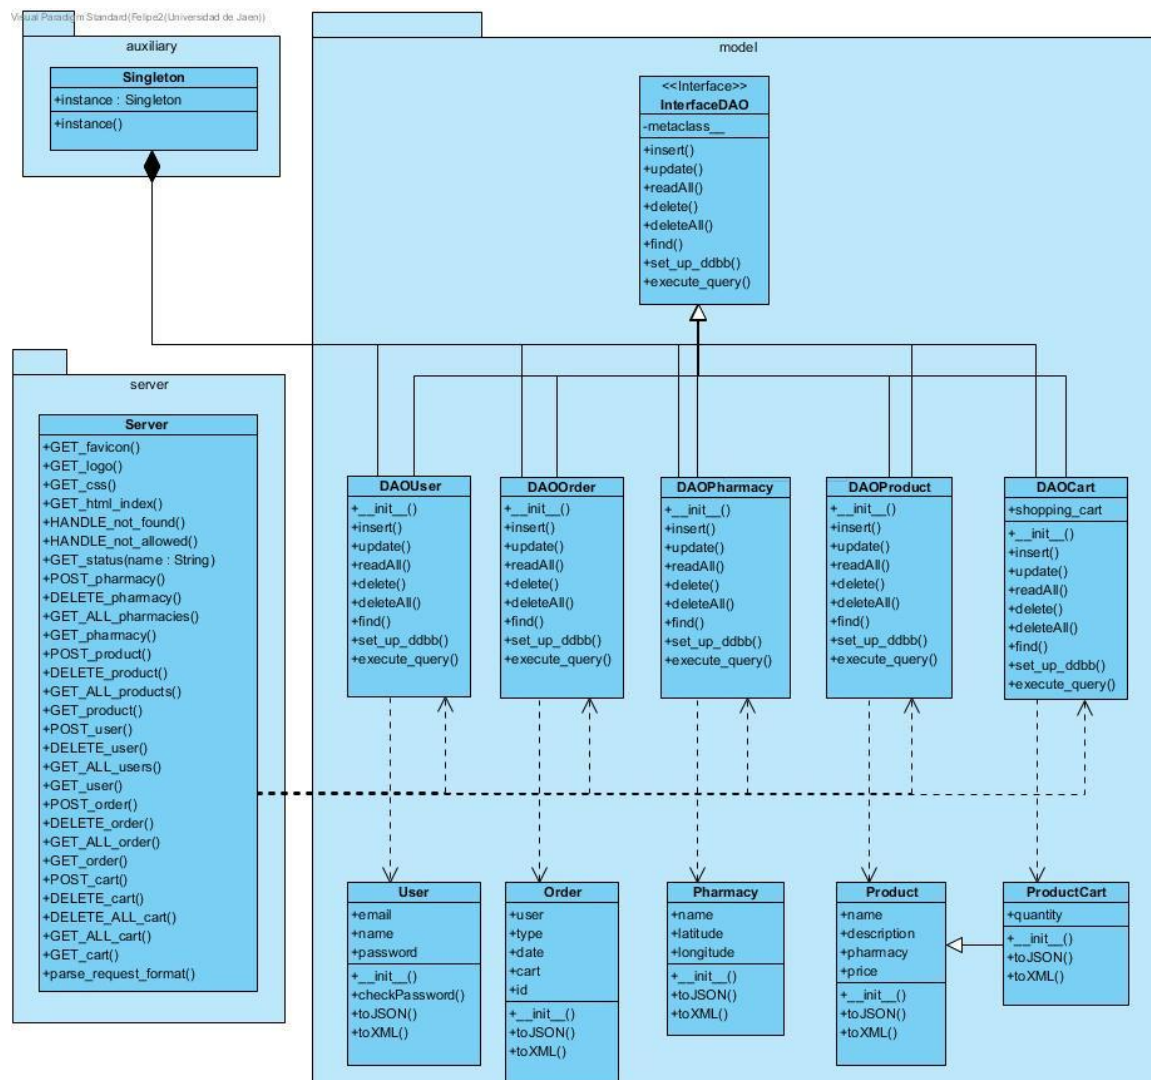 Visual Paradigm Standard(Felipe2(Universidad de Jaen))
auxiliary
Singleton
+instance : Singleton
+instance()
model
<<Interface>>
InterfaceDAO
-metaclass__
+insert()
+update()
+readAll()
+delete()
+deleteAll()
+find()
+set_up_ddbb()
+execute_query()
server
Server
+GET_favicon()
+GET_logo()
+GET_css()
+GET_html_index()
+HANDLE_not_found()
+HANDLE_not_allowed()
+GET_status(name : String)
+POST_pharmacy()
+DELETE_pharmacy()
+GET_ALL_pharmacies()
+GET_pharmacy()
+POST_product()
+DELETE_product()
+GET_ALL_products()
+GET_product()
+POST_user()
+DELETE_user()
+GET_ALL_users()
+GET_user()
+POST_order()
+DELETE_order()
+GET_ALL_order()
+GET_order()
+POST_cart()
+DELETE_cart()
+DELETE_ALL_cart()
+GET_ALL_cart()
+GET_cart()
+parse_request_format()
DAOUser
+__init__()
+insert()
+update()
+readAll()
+delete()
+deleteAll()
+find()
+set_up_ddbb()
+execute_query()
DAOOrder
+__init__()
+insert()
+update()
+readAll()
+delete()
+deleteAll()
+find()
+set_up_ddbb()
+execute_query()
DAOPharmacy
+__init__()
+insert()
+update()
+readAll()
+delete()
+deleteAll()
+find()
+set_up_ddbb()
+execute_query()
DAOProduct
+__init__()
+insert()
+update()
+readAll()
+delete()
+deleteAll()
+find()
+set_up_ddbb()
+execute_query()
DAOCart
+shopping_cart
+__init__()
+insert()
+update()
+readAll()
+delete()
+deleteAll()
+find()
+set_up_ddbb()
+execute_query()
User
+email
+name
+password
+__init__()
+checkPassword()
+toJSON()
+toXML()
Order
+user
+type
+date
+cart
+id
+__init__()
+toJSON()
+toXML()
Pharmacy
+name
+latitude
+longitude
+__init__()
+toJSON()
+toXML()
Product
+name
+description
+pharmacy
+price
+__init__()
+toJSON()
+toXML()
ProductCart
+quantity
+__init__()
+toJSON()
+toXML()